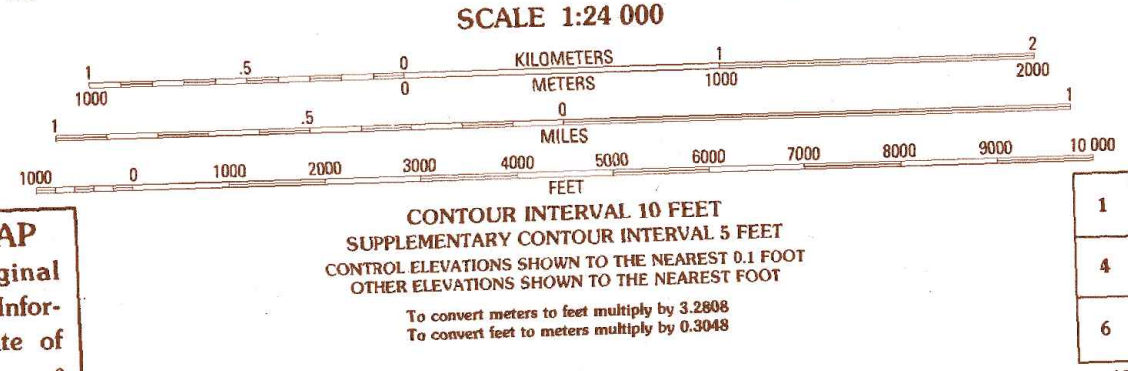 SCALE 1:24 000
1 .5 0 KILOMETERS 1 2
1000 0 METERS 1000 2000
1 .5 0 1
MILES
1000 0 1000 2000 3000 4000 5000 6000 7000 8000 9000 10 000
FEET
CONTOUR INTERVAL 10 FEET
SUPPLEMENTARY CONTOUR INTERVAL 5 FEET
CONTROL ELEVATIONS SHOWN TO THE NEAREST 0.1 FOOT
OTHER ELEVATIONS SHOWN TO THE NEAREST FOOT
To convert meters to feet multiply by 3.2808
To convert feet to meters multiply by 0.3048
AP
ginal
Infor-
te of
1
4
6